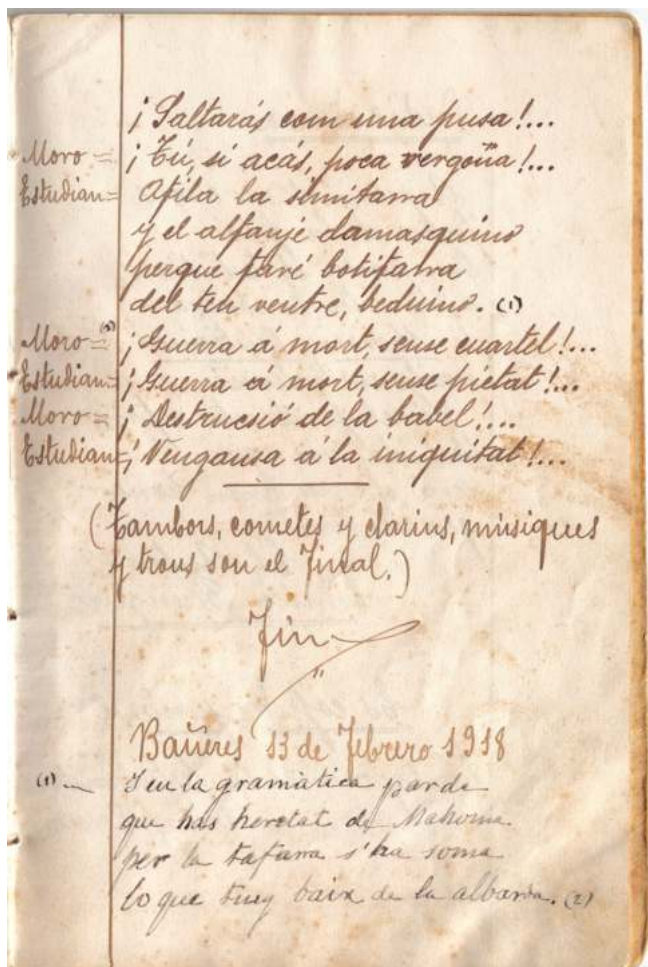 ¡Saltarás com una pusa!...
Moro = ¡Tú, si acás, poca vergoña!...
Estudian= Afila la simitarra
y el alfanje damasquino
perque faré botifarra
del teu ventre, beduino. (1)
Moro = ¡Guerra á mort, sense cuartel!...
Estudian= ¡Guerra á mort, sense pietat!...
Moro = ¡Destrucsió de la babel!...
Estudian= ¡Vengansa á la iniquitat!...
(Tambors, cornetes y clarins, músiques
y trons son el Final.)
Fin
Bañeres 13 de Febrero 1918
(1) — Y en la gramàtica parda
que has heretat de Mahoma
per la tafarra s'ha
lo que tuy baix de la albarda. (2)